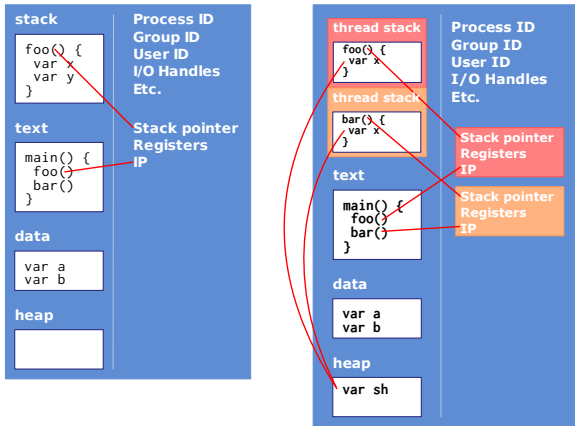 stack
foo() {
var x
var y
}
text
main() {
foo()
bar()
}
data
var a
var b
heap
Process ID
Group ID
User ID
I/O Handles
Etc.
Stack pointer
Registers
IP
thread stack
foo() {
var x
}
thread stack
bar() {
var x
}
text
main() {
foo()
bar()
}
data
var a
var b
heap
var sh
Process ID
Group ID
User ID
I/O Handles
Etc.
Stack pointer
Registers
IP
Stack pointer
Registers
IP